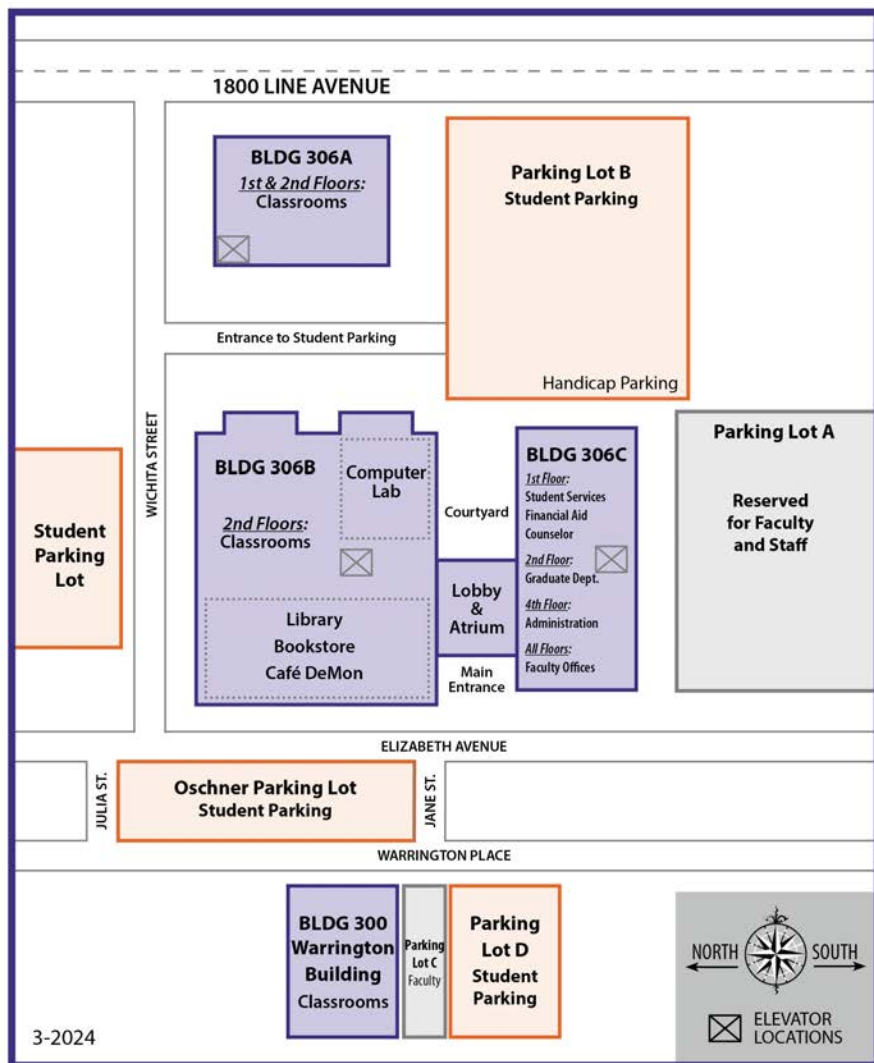 1800 LINE AVENUE
BLDG 306A
1st & 2nd Floors:
Classrooms
Parking Lot B
Student Parking
Entrance to Student Parking
Handicap Parking
WICHITA STREET
Student
Parking
Lot
BLDG 306B
2nd Floors:
Classrooms
Computer
Lab
Library
Bookstore
Café DeMon
Courtyard
Lobby
&
Atrium
Main
Entrance
BLDG 306C
1st Floor:
Student Services
Financial Aid
Counselor
2nd Floor:
Graduate Dept.
4th Floor:
Administration
All Floors:
Faculty Offices
Parking Lot A
Reserved
for Faculty
and Staff
ELIZABETH AVENUE
JULIA ST.
Oschner Parking Lot
Student Parking
JANE ST.
WARRINGTON PLACE
BLDG 300
Warrington
Building
Classrooms
Parking
Lot C
Faculty
Parking
Lot D
Student
Parking
NORTH
SOUTH
ELEVATOR
LOCATIONS
3-2024